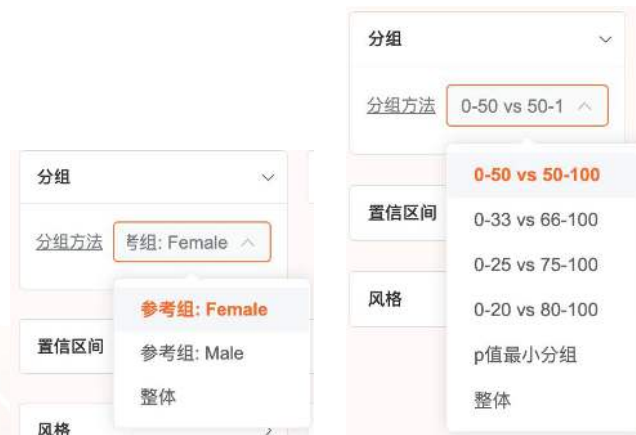 分组
分组方法 考组: Female
参考组: Female
参考组: Male
整体
置信区间
风格
分组
分组方法 0-50 vs 50-1
0-50 vs 50-100
0-33 vs 66-100
0-25 vs 75-100
0-20 vs 80-100
p值最小分组
整体
置信区间
风格